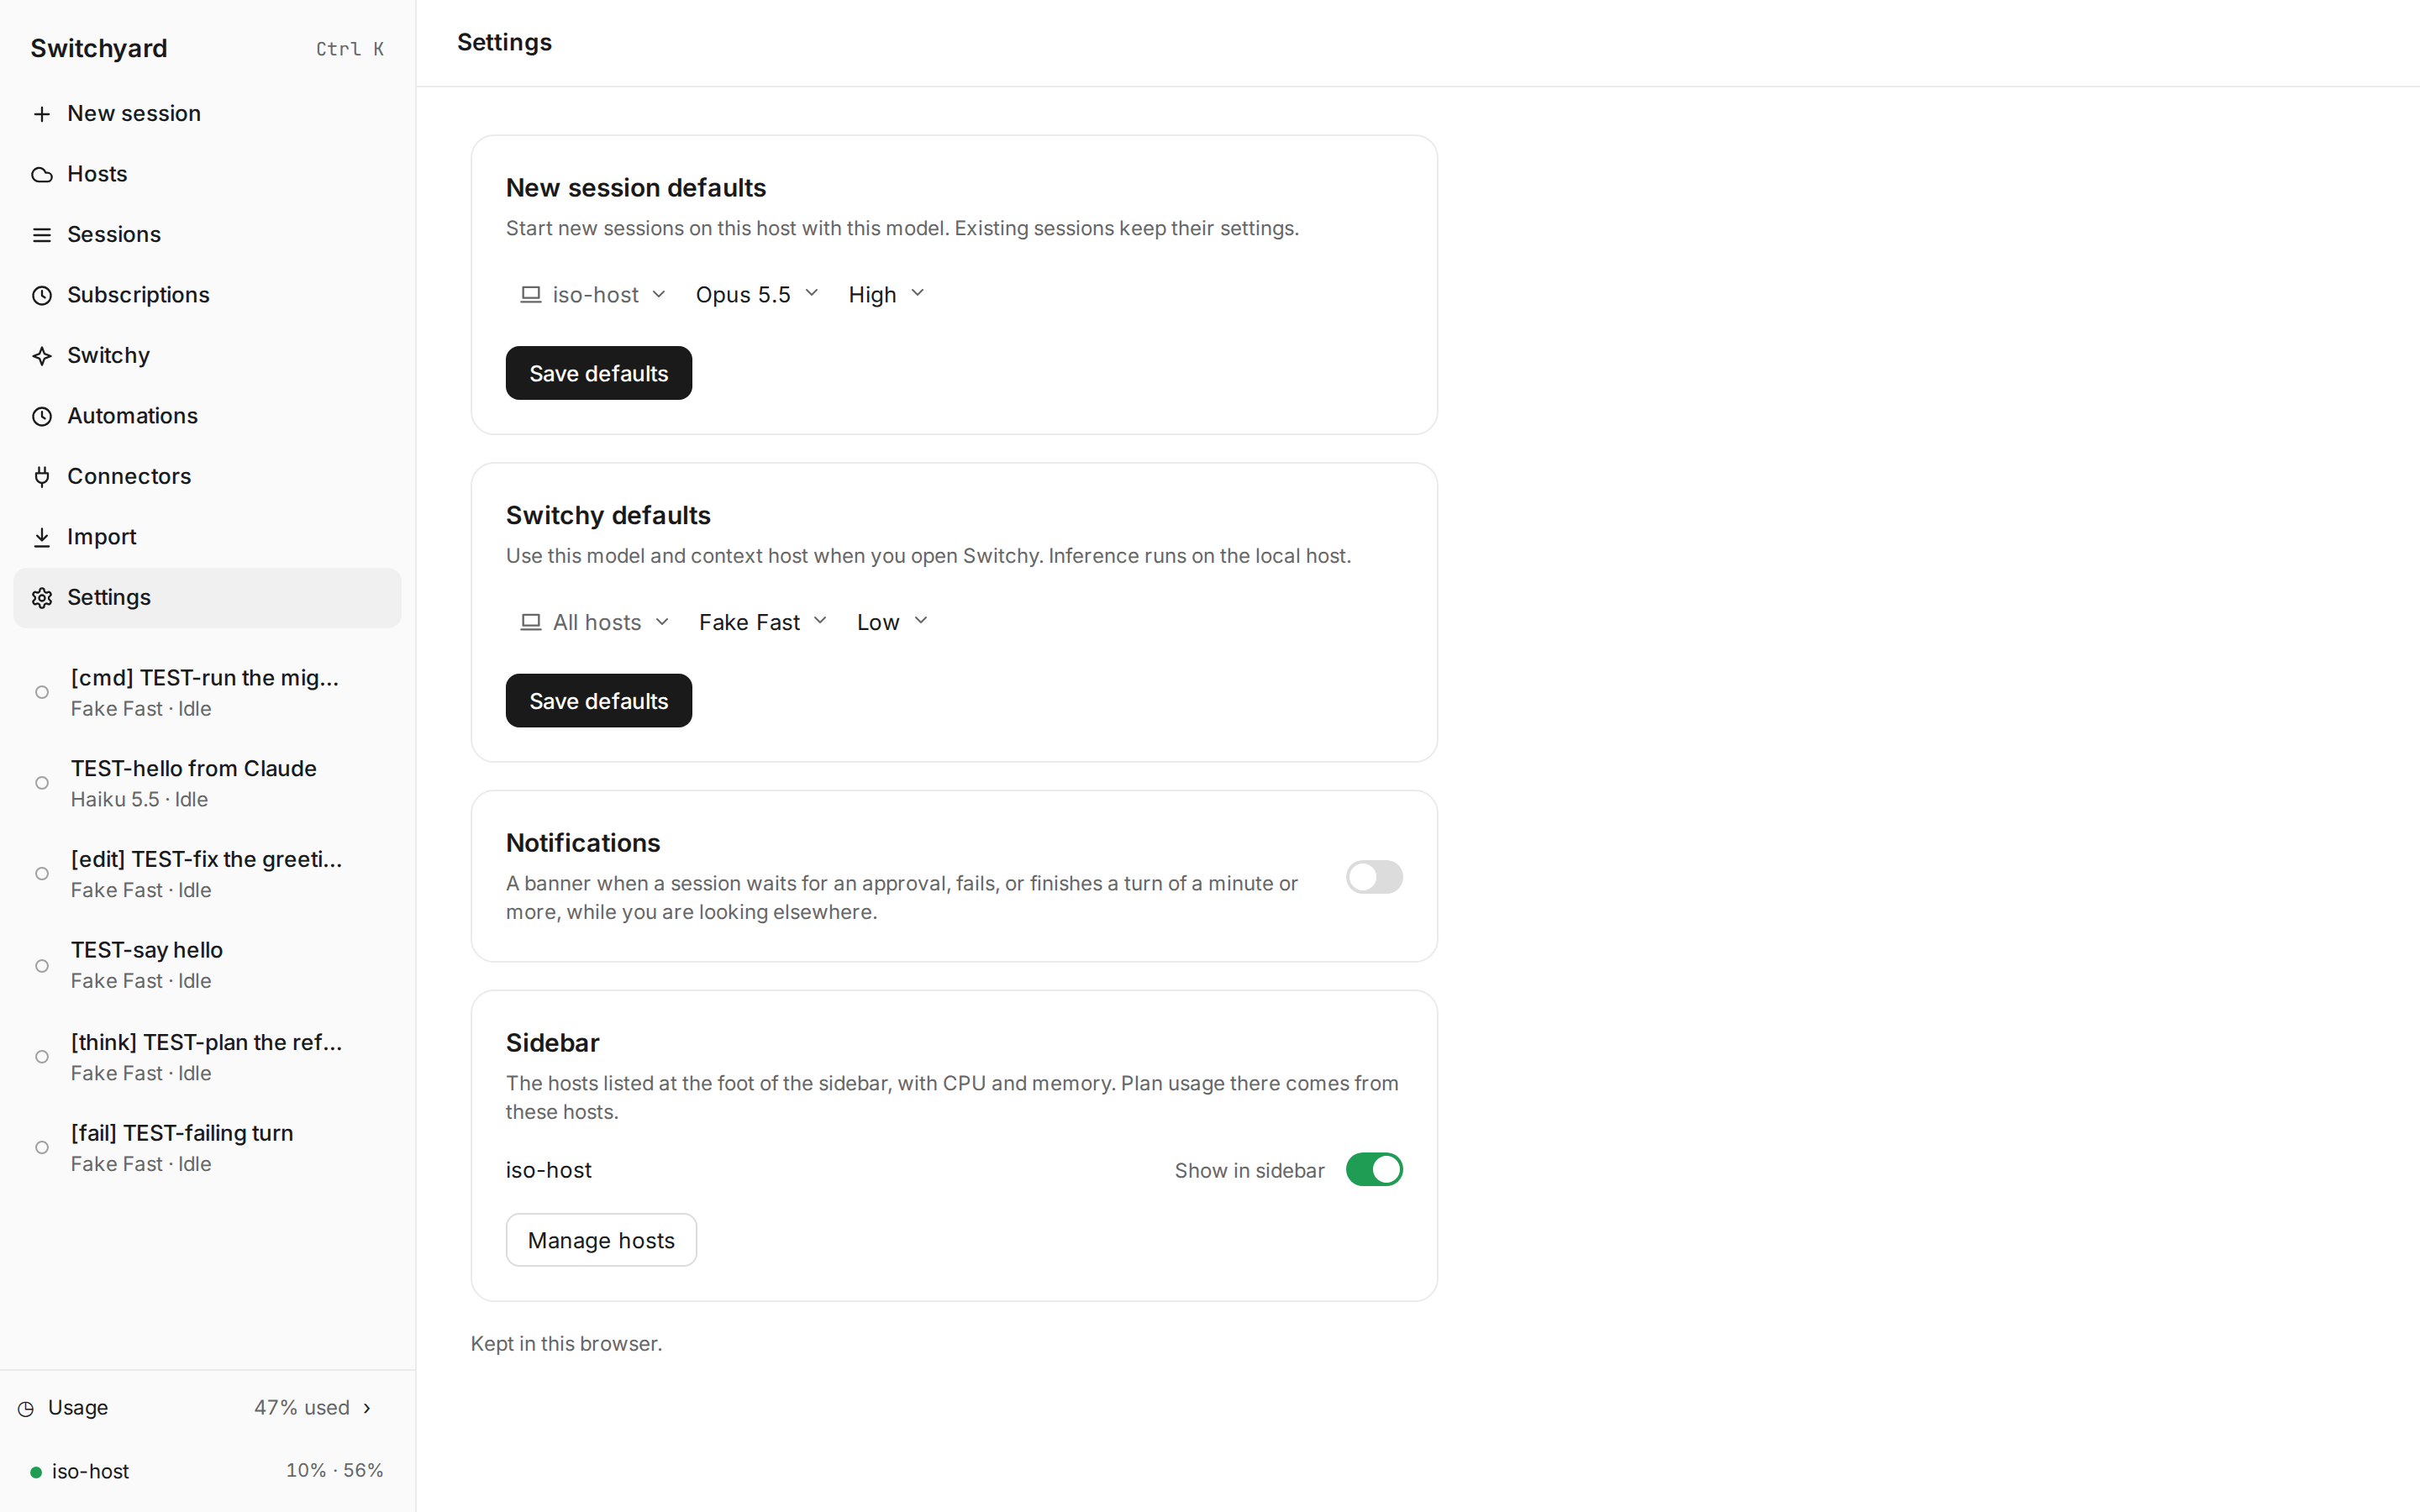 Switchyard
Ctrl K
New session
Hosts
Sessions
Subscriptions
Switchy
Automations
Connectors
Import
Settings
[cmd] TEST-run the mig...
Fake Fast · Idle
TEST-hello from Claude
Haiku 5.5 · Idle
[edit] TEST-fix the greeti...
Fake Fast · Idle
TEST-say hello
Fake Fast · Idle
[think] TEST-plan the ref...
Fake Fast · Idle
[fail] TEST-failing turn
Fake Fast · Idle
Usage
47% used ›
iso-host
10% · 56%
Settings
New session defaults
Start new sessions on this host with this model. Existing sessions keep their settings.
iso-host
Opus 5.5
High
Save defaults
Switchy defaults
Use this model and context host when you open Switchy. Inference runs on the local host.
All hosts
Fake Fast
Low
Save defaults
Notifications
A banner when a session waits for an approval, fails, or finishes a turn of a minute or
more, while you are looking elsewhere.
Sidebar
The hosts listed at the foot of the sidebar, with CPU and memory. Plan usage there comes from
these hosts.
iso-host
Show in sidebar
Manage hosts
Kept in this browser.